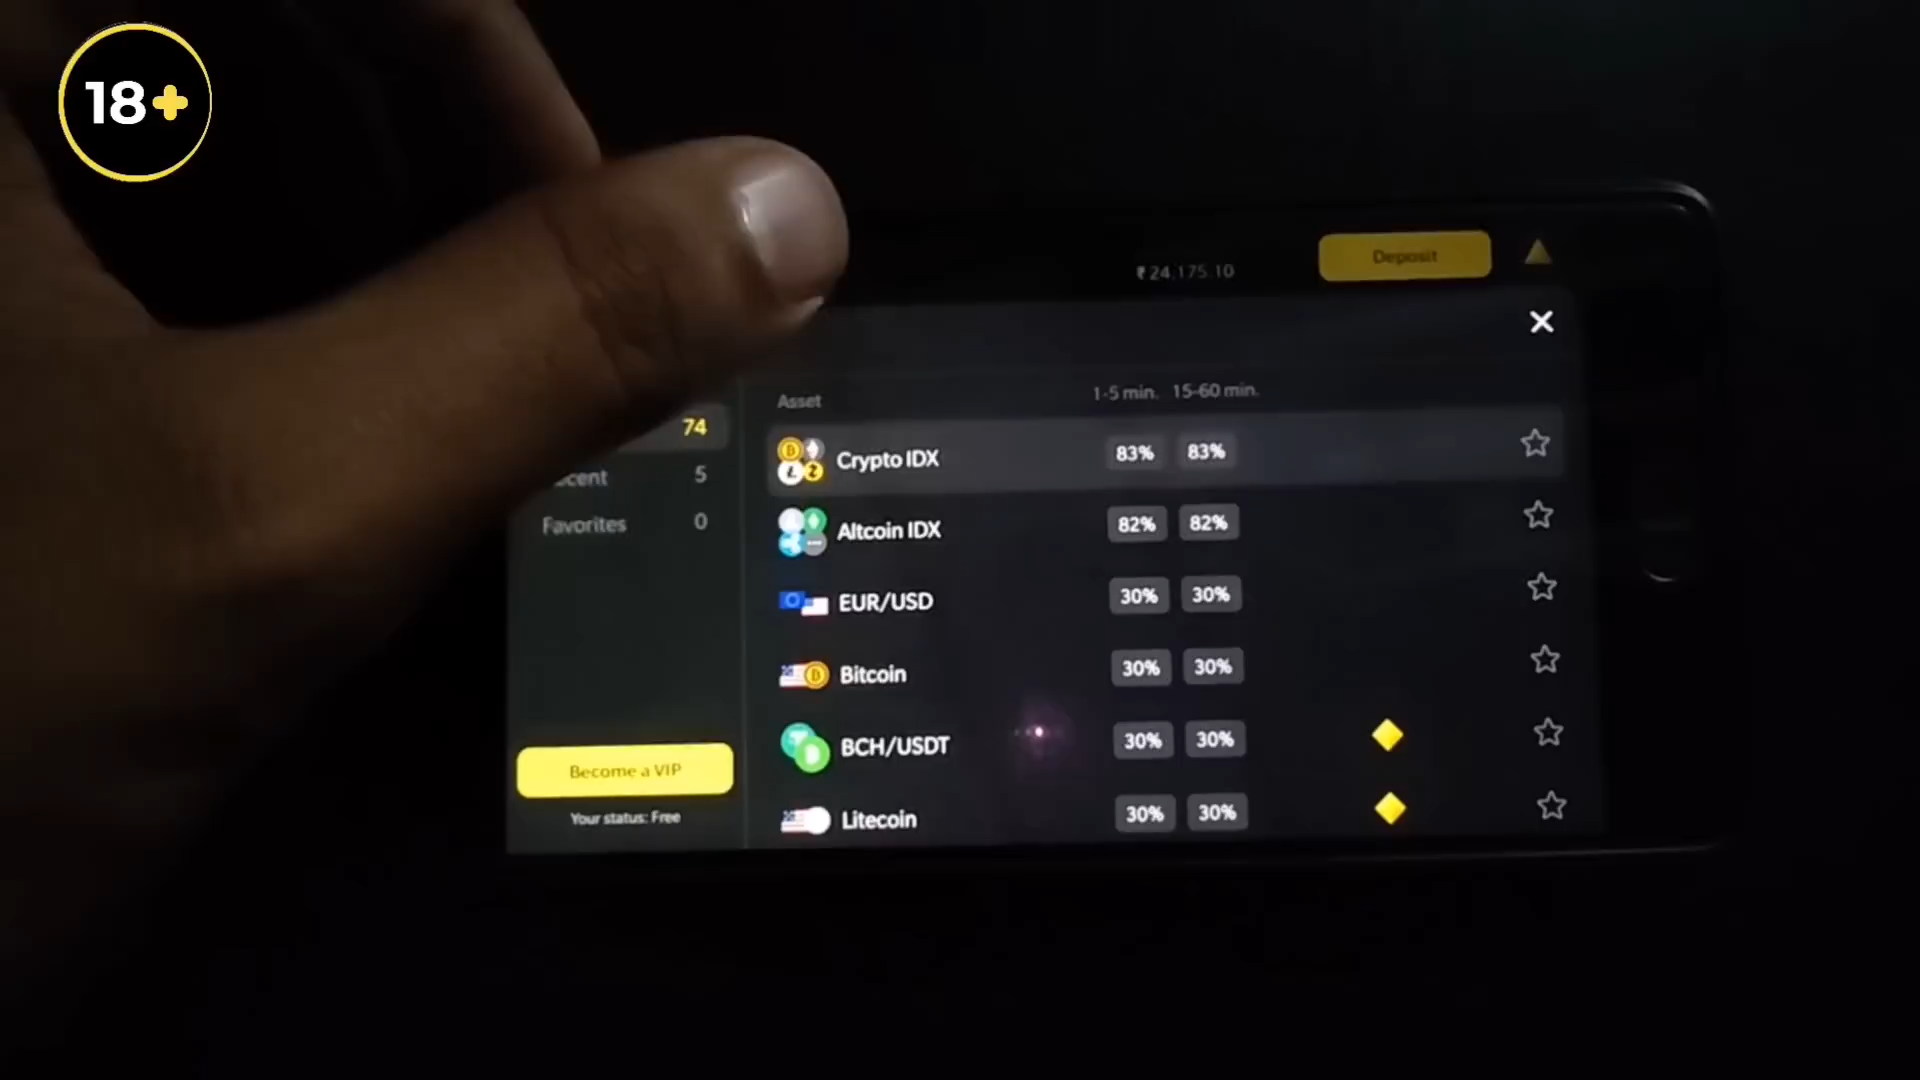 18+
₹24,175.10
Deposit
Asset 1-5 min. 15-60 min.
74
Crypto IDX 83% 83%
5
Altcoin IDX 82% 82%
Favorites 0
EUR/USD 30% 30%
Bitcoin 30% 30%
BCH/USDT 30% 30%
Become a VIP
Your status: Free
Litecoin 30% 30%